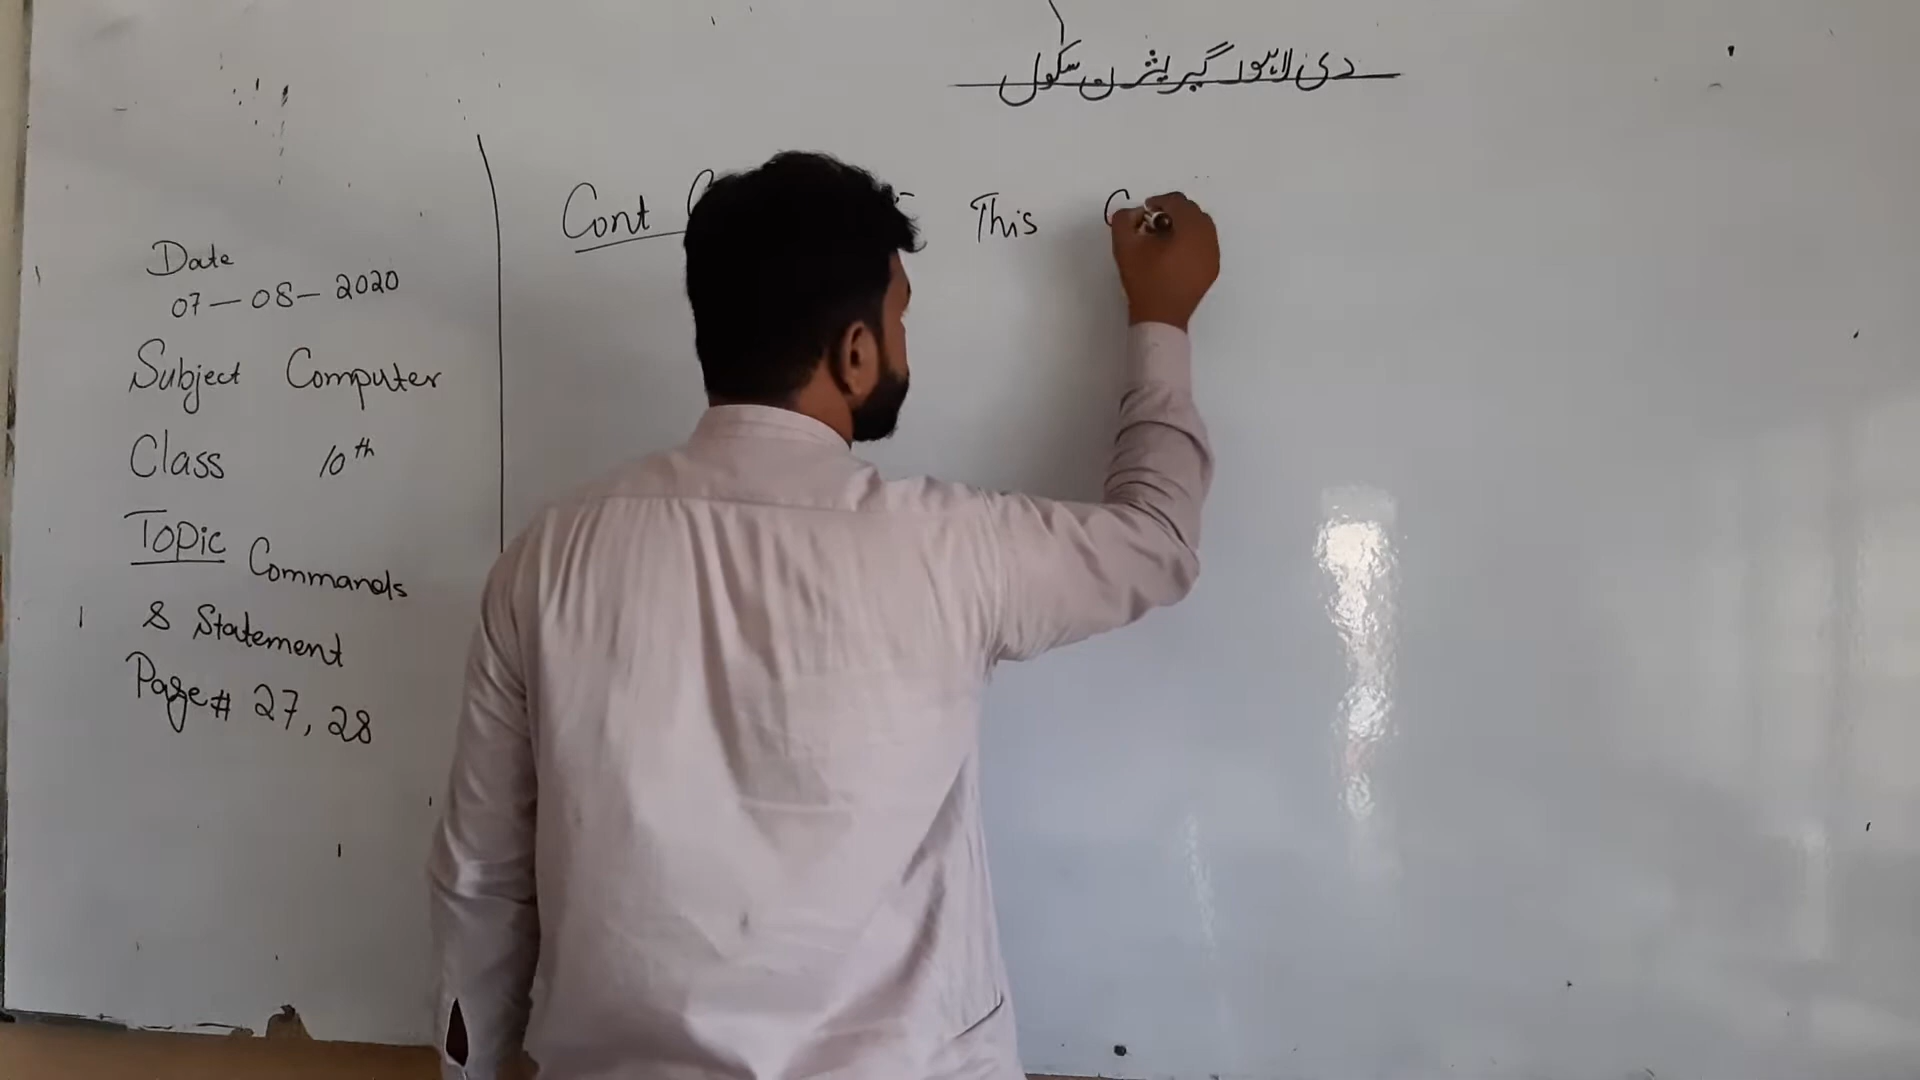 دی لاہور گیریژن سکول
Cont This
Date
07-08-2020
Subject Computer
Class 10th
Topic Commands
& Statement
Page# 27, 28